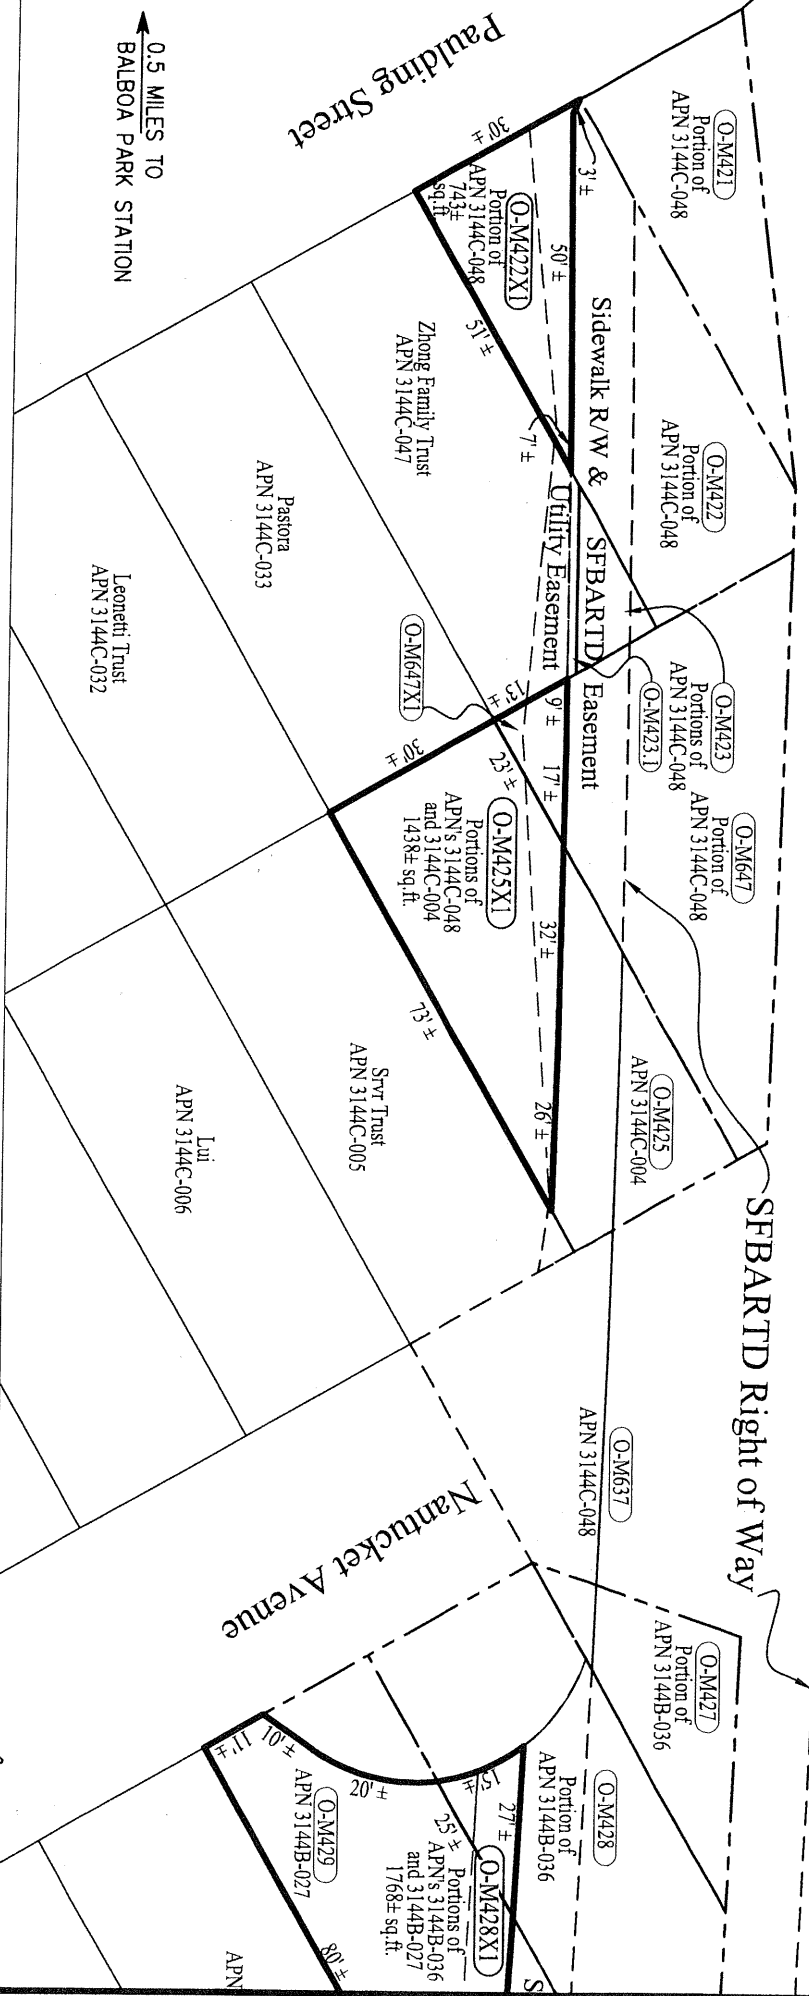 0.5 MILES TO
BALBOA PARK STATION
Paulding Street
O-M421
Portion of
APN 3144C-048
30'±
3'±
O-M422X1
Portion of
APN 3144C-048
743±
sq.ft.
50'±
51'±
7'±
Sidewalk R/W &
Utility Easement
SFBARTD Easement
O-M422
Portion of
APN 3144C-048
Zhong Family Trust
APN 3144C-047
Pastora
APN 3144C-033
Leonetti Trust
APN 3144C-032
O-M647X1
O-M423
Portions of
APN 3144C-048
O-M423.1
O-M647
Portion of
APN 3144C-048
13'±
9'±
17'±
30'±
23'±
O-M425X1
Portions of
APN's 3144C-048
and 3144C-004
1438± sq.ft.
32'±
26'±
73'±
O-M425
APN 3144C-004
Srvr Trust
APN 3144C-005
Lui
APN 3144C-006
SFBARTD Right of Way
O-M637
APN 3144C-048
Nantucket Avenue
O-M427
Portion of
APN 3144B-036
O-M428
Portion of
APN 3144B-036
11'±
10'±
20'±
15'±
27'±
25'±
O-M429
APN 3144B-027
O-M428X1
Portions of
APN's 3144B-036
and 3144B-027
1768± sq.ft.
80'±
APN
S